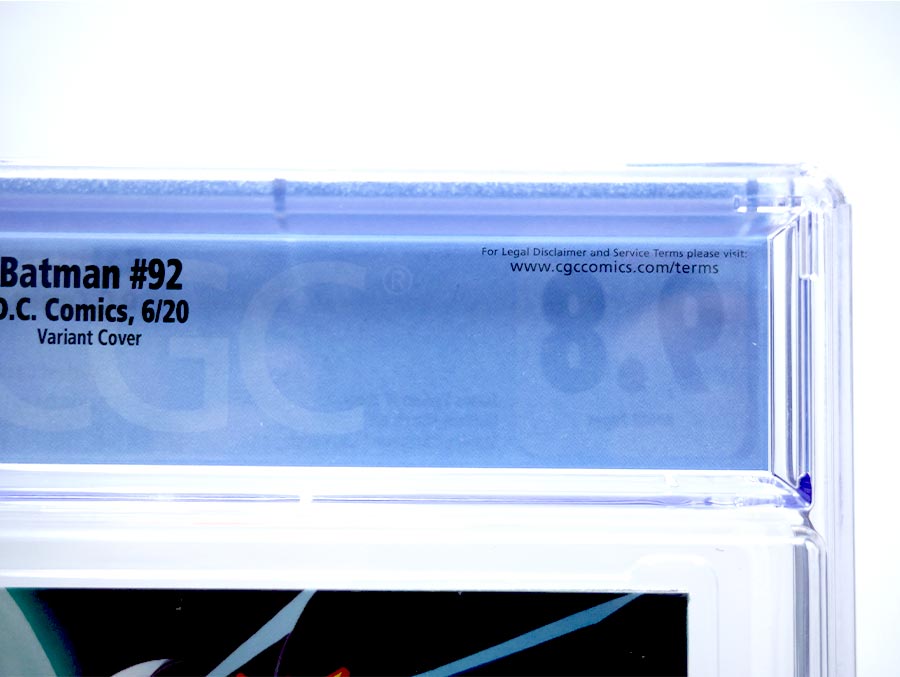 Batman #92
D.C. Comics, 6/20
Variant Cover
For Legal Disclaimer and Service Terms please visit:
www.cgccomics.com/terms
CGC®
9.8